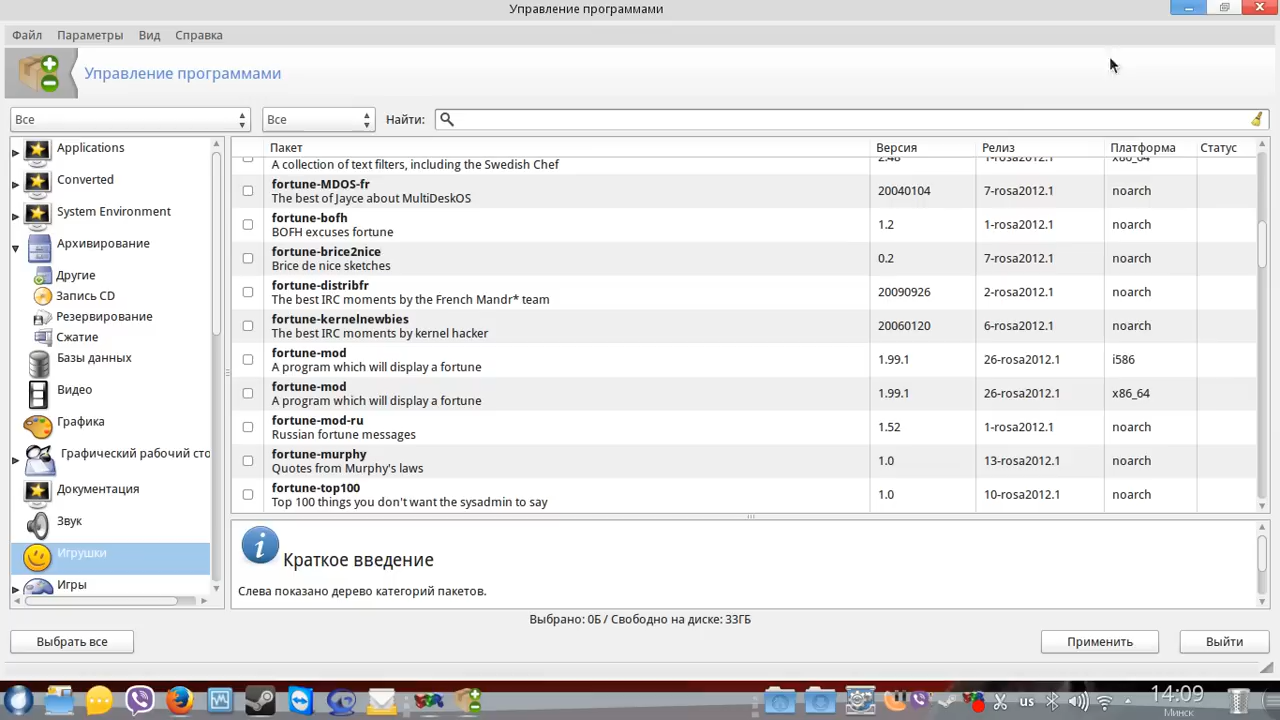 Управление программами
Файл Параметры Вид Справка
Управление программами
Все Все Найти:
Applications
Converted
System Environment
Архивирование
Другие
Запись CD
Резервирование
Сжатие
Базы данных
Видео
Графика
Графический рабочий сто
Документация
Звук
Игрушки
Игры
Пакет Версия Релиз Платформа Статус
A collection of text filters, including the Swedish Chef 2.48 1-rosa2012.1 x86_64
fortune-MDOS-fr
The best of Jayce about MultiDeskOS
20040104 7-rosa2012.1 noarch
fortune-bofh
BOFH excuses fortune
1.2 1-rosa2012.1 noarch
fortune-brice2nice
Brice de nice sketches
0.2 7-rosa2012.1 noarch
fortune-distribfr
The best IRC moments by the French Mandr* team
20090926 2-rosa2012.1 noarch
fortune-kernelnewbies
The best IRC moments by kernel hacker
20060120 6-rosa2012.1 noarch
fortune-mod
A program which will display a fortune
1.99.1 26-rosa2012.1 i586
fortune-mod
A program which will display a fortune
1.99.1 26-rosa2012.1 x86_64
fortune-mod-ru
Russian fortune messages
1.52 1-rosa2012.1 noarch
fortune-murphy
Quotes from Murphy's laws
1.0 13-rosa2012.1 noarch
fortune-top100
Top 100 things you don't want the sysadmin to say
1.0 10-rosa2012.1 noarch
Краткое введение
Слева показано дерево категорий пакетов.
Выбрано: 0Б / Свободно на диске: 33ГБ
Выбрать все Применить Выйти
us 14:09
Минск